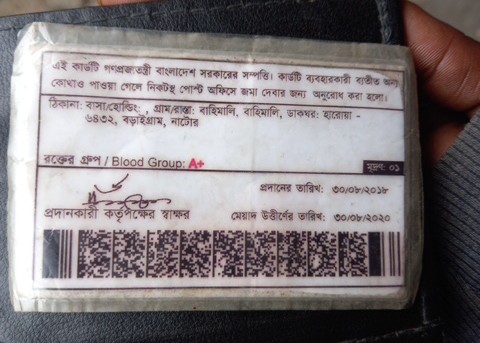 এই কার্ডটি গণপ্রজাতন্ত্রী বাংলাদেশ সরকারের সম্পত্তি। কার্ডটি ব্যবহারকারী ব্যতীত অন্য
কোথাও পাওয়া গেলে নিকটস্থ পোস্ট অফিসে জমা দেবার জন্য অনুরোধ করা হলো।
ঠিকানা: বাসা/হোল্ডিং: , গ্রাম/রাস্তা: বাহিমালি, বাহিমালি, ডাকঘর: হারোয়া -
৬৪৩২, বড়াইগ্রাম, নাটোর
রক্তের গ্রুপ / Blood Group: A+ মুদ্রণ: ০১
প্রদানের তারিখ: ৩০/০৮/২০১৮
প্রদানকারী কর্তৃপক্ষের স্বাক্ষর মেয়াদ উত্তীর্ণের তারিখ: ৩০/০৮/২০২০